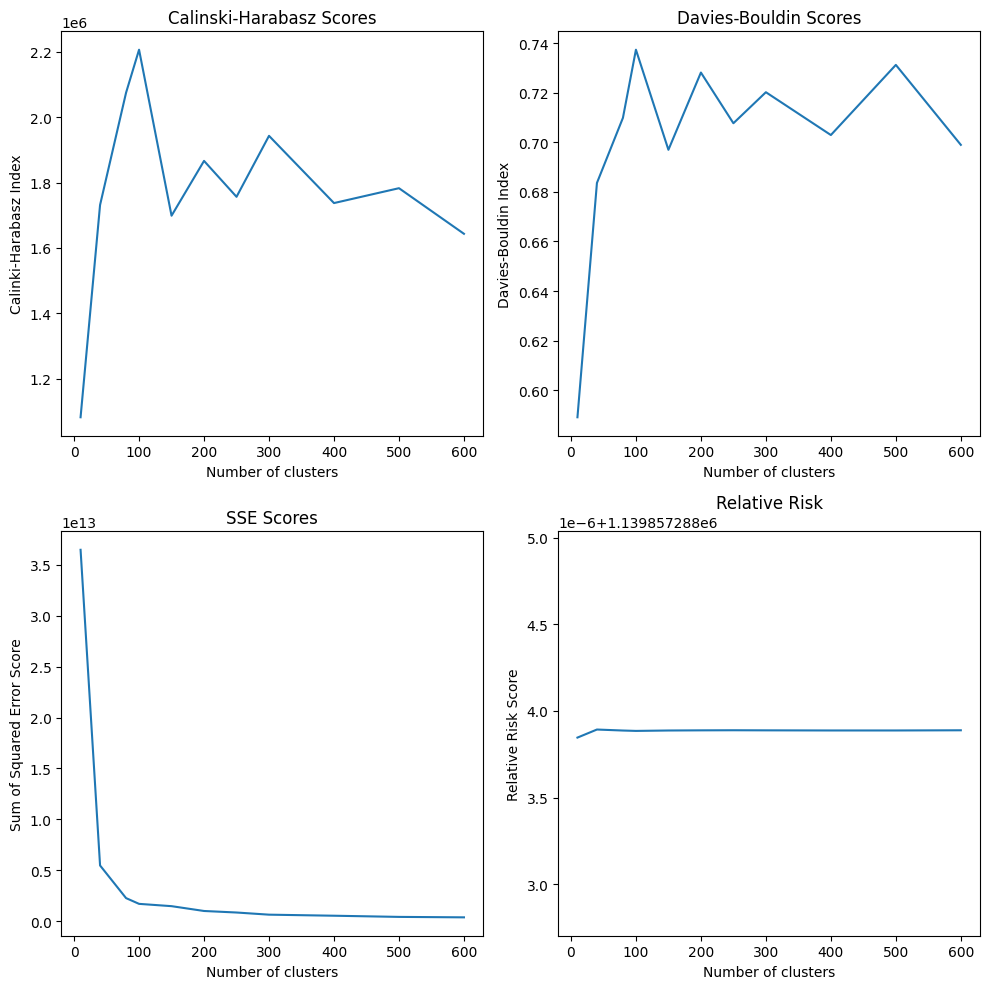 Calinski-Harabasz Scores
1e6
Calinki-Harabasz Index
2.2
2.0
1.8
1.6
1.4
1.2
0 100 200 300 400 500 600
Number of clusters
Davies-Bouldin Scores
Davies-Bouldin Index
0.74
0.72
0.70
0.68
0.66
0.64
0.62
0.60
0 100 200 300 400 500 600
Number of clusters
SSE Scores
1e13
Sum of Squared Error Score
3.5
3.0
2.5
2.0
1.5
1.0
0.5
0.0
0 100 200 300 400 500 600
Number of clusters
Relative Risk
1e−6+1.139857288e6
Relative Risk Score
5.0
4.5
4.0
3.5
3.0
0 100 200 300 400 500 600
Number of clusters